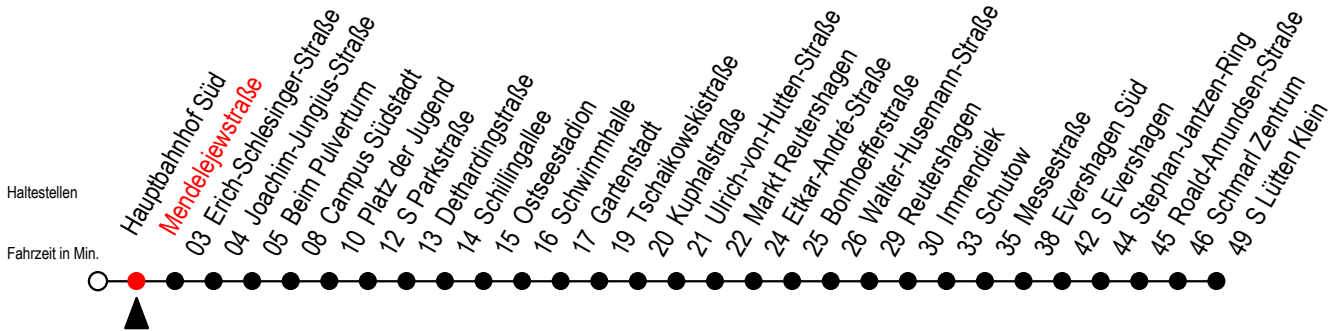 Haltestellen
Fahrzeit in Min.
Hauptbahnhof Süd
Mendelejewstraße
03 Erich-Schlesinger-Straße
04 Joachim-Jungius-Straße
05 Beim Pulverturm
08 Campus Südstadt
10 Platz der Jugend
12 S Parkstraße
13 Dethardingstraße
14 Schillingallee
15 Ostseestadion
16 Schwimmhalle
17 Gartenstadt
19 Tschaikowskistraße
20 Kuphalstraße
21 Ulrich-von-Hutten-Straße
22 Markt Reutershagen
24 Etkar-André-Straße
25 Bonhoefferstraße
26 Walter-Husemann-Straße
29 Reutershagen
30 Immendiek
33 Schutow
35 Messestraße
38 Evershagen Süd
42 S Evershagen
44 Stephan-Jantzen-Ring
45 Roald-Amundsen-Straße
46 Schmarl Zentrum
49 S Lütten Klein